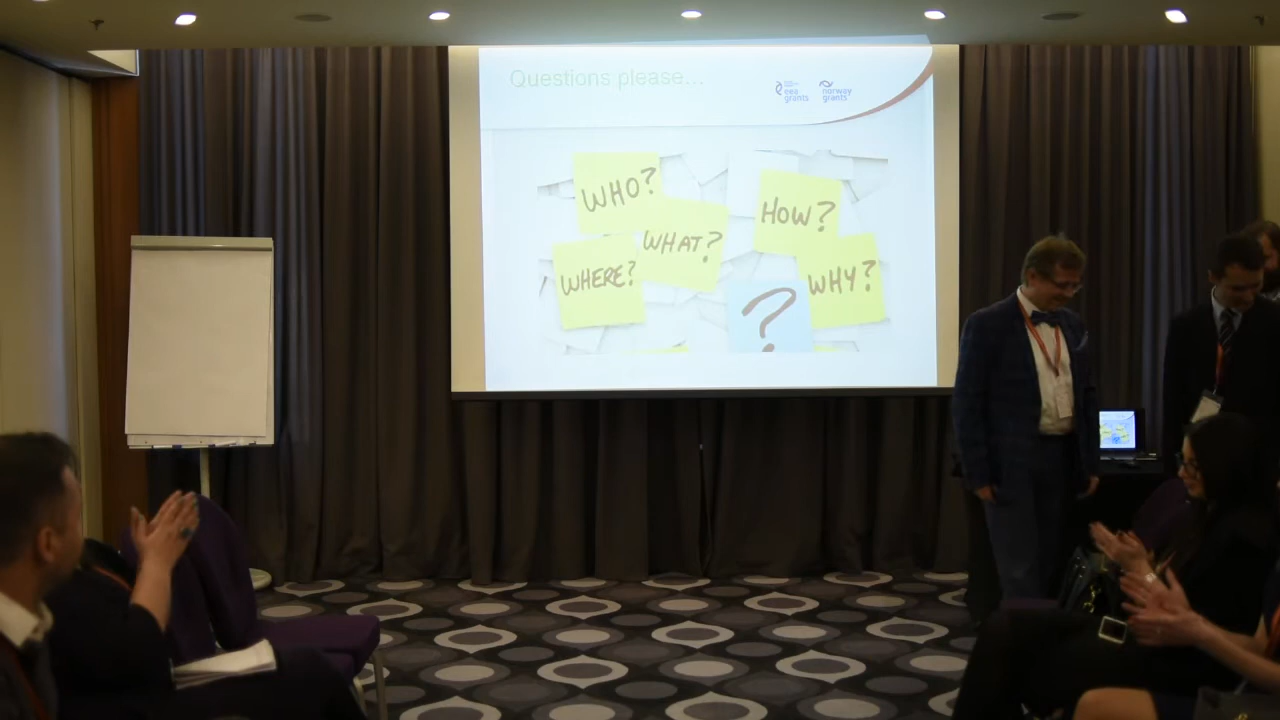 Questions please...
eea
grants
norway
grants
WHO?
HOW?
WHAT?
WHERE?
WHY?
?